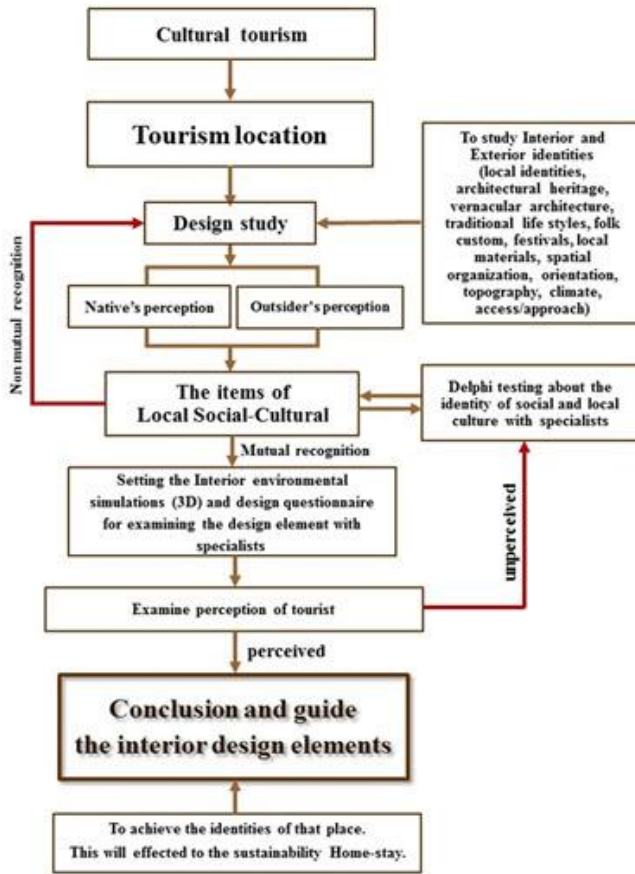 Cultural tourism
Tourism location
To study Interior and
Exterior identities
(local identities,
architectural heritage,
vernacular architecture,
traditional life styles, folk
custom, festivals, local
materials, spatial
organization, orientation,
topography, climate,
access/approach)
Design study
Native's perception
Outsider's perception
Non mutual recognition
The items of
Local Social-Cultural
Delphi testing about the
identity of social and local
culture with specialists
Mutual recognition
Setting the Interior environmental
simulations (3D) and design questionnaire
for examining the design element with
specialists
unperceived
Examine perception of tourist
perceived
Conclusion and guide
the interior design elements
To achieve the identities of that place.
This will effected to the sustainability Home-stay.